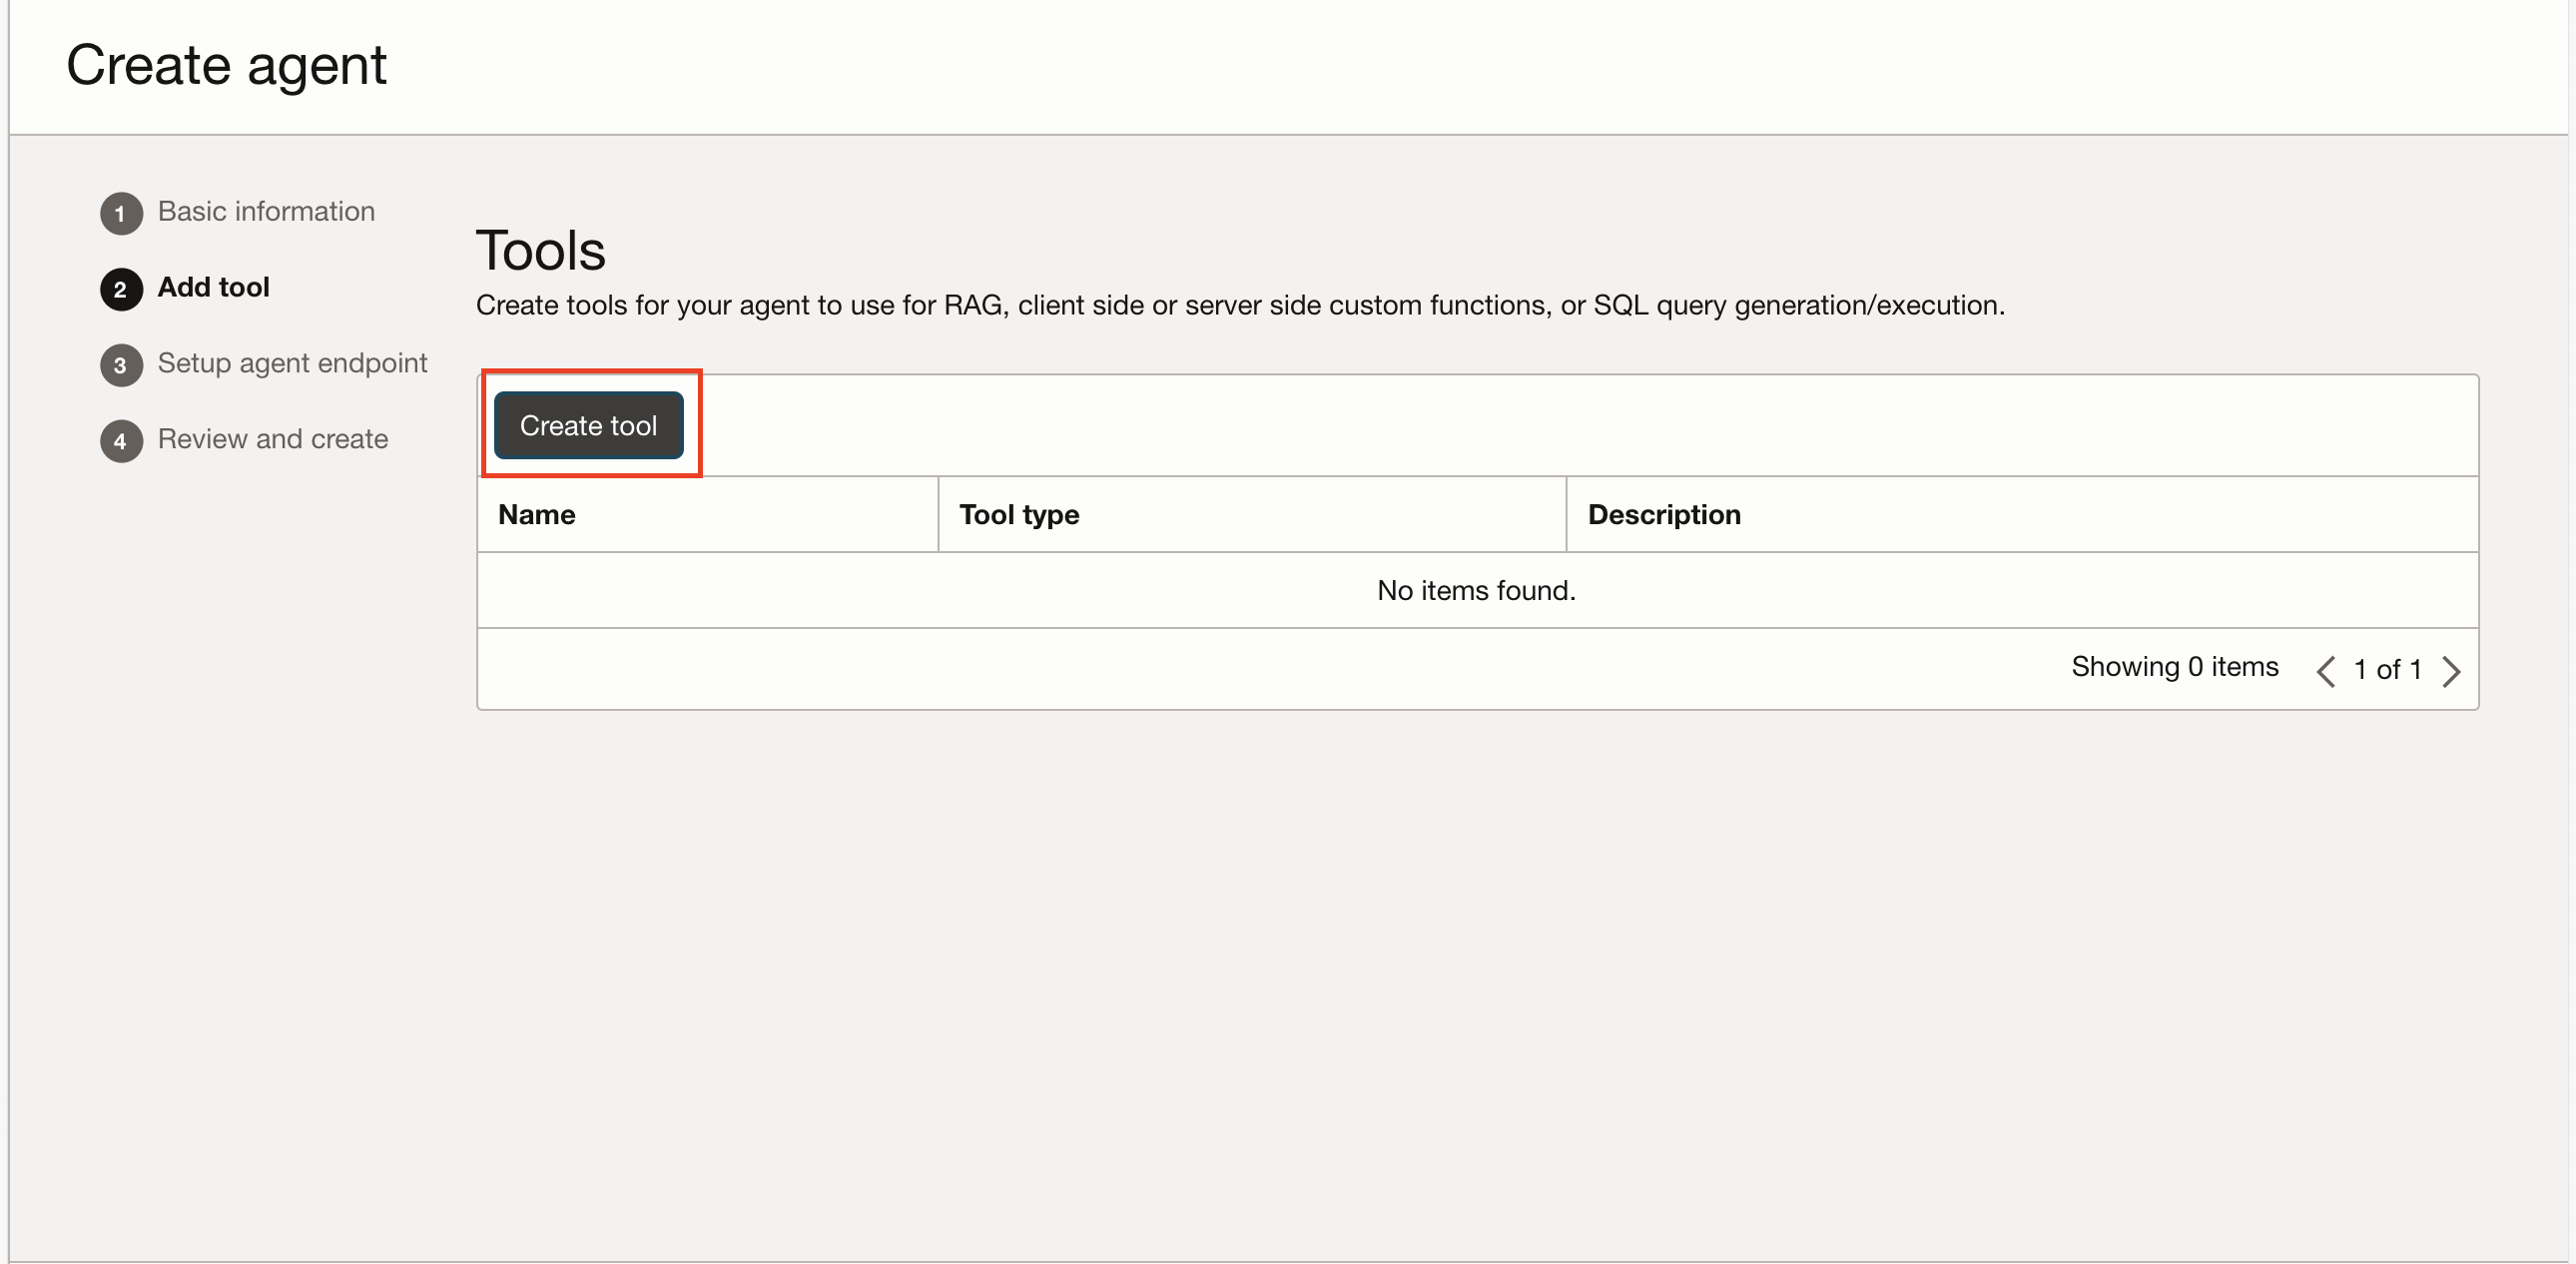 Create agent
1 Basic information
2 Add tool
3 Setup agent endpoint
4 Review and create
Tools
Create tools for your agent to use for RAG, client side or server side custom functions, or SQL query generation/execution.
Create tool
Name Tool type Description
No items found.
Showing 0 items 1 of 1